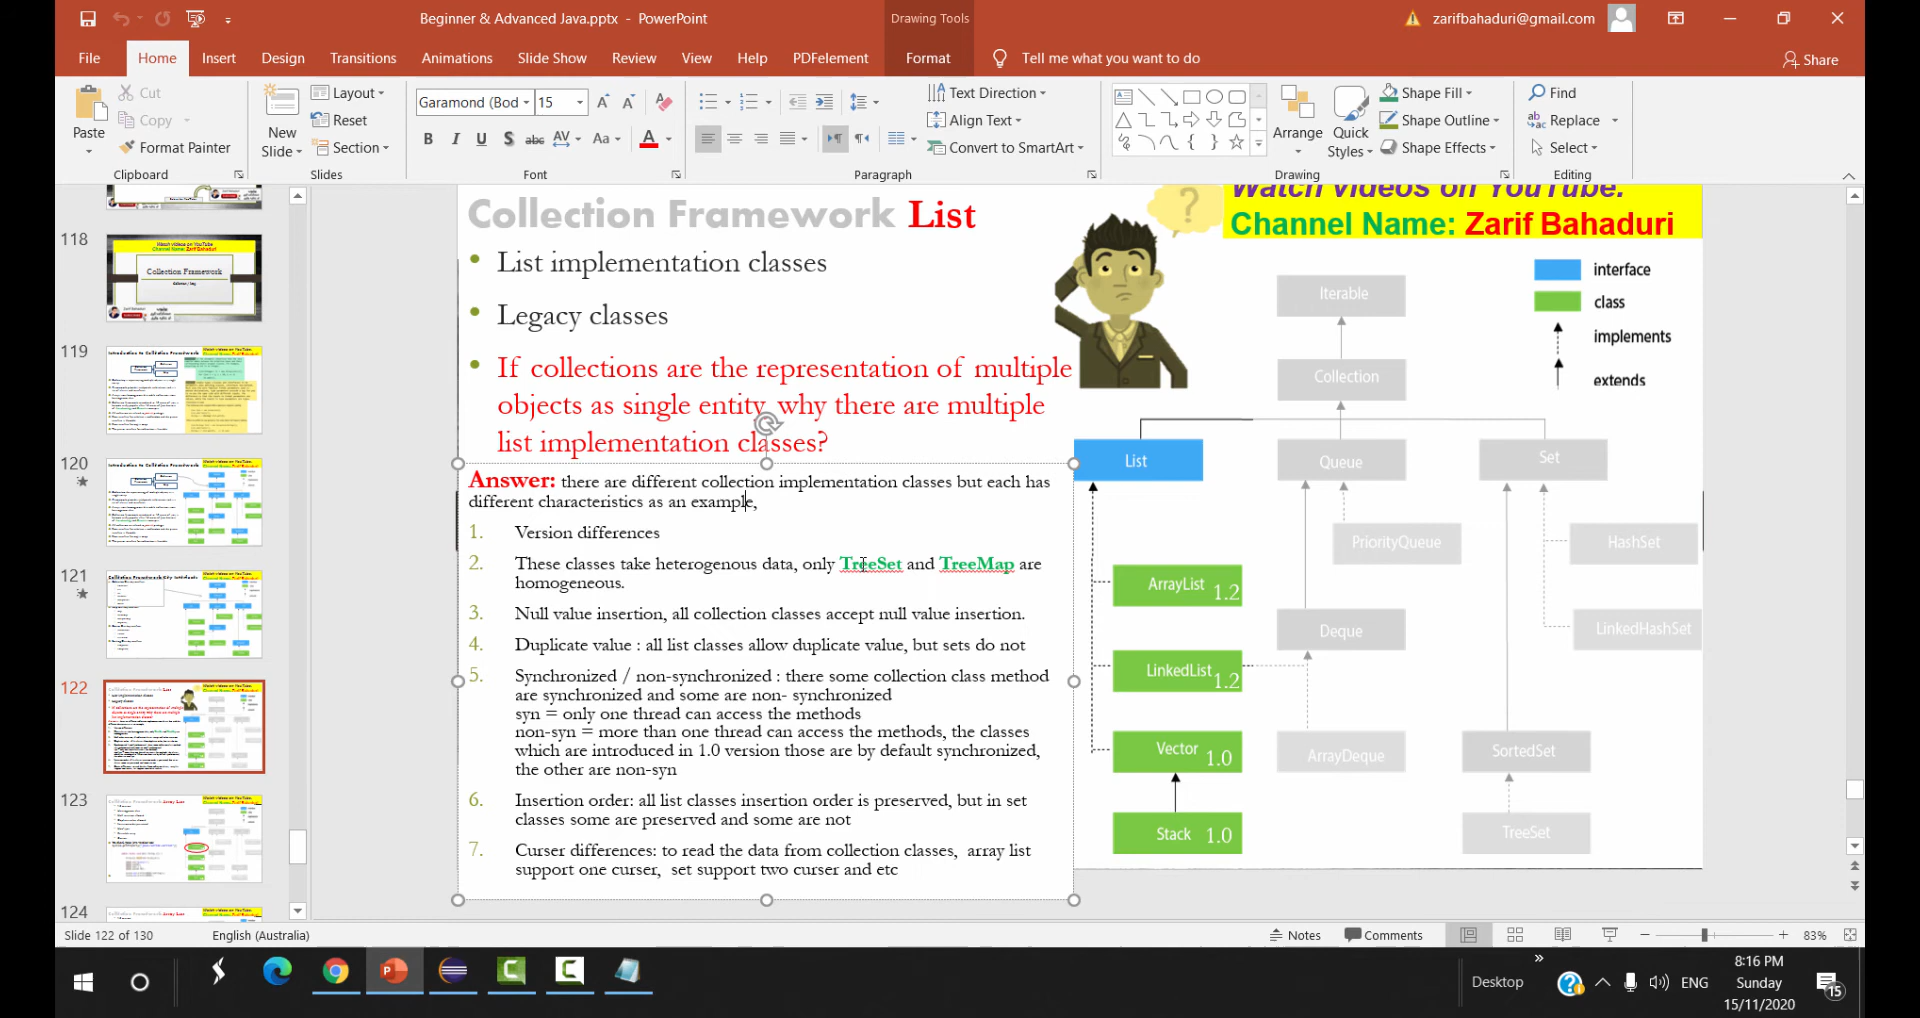 Beginner & Advanced Java.pptx - PowerPoint
Drawing Tools
zarifbahaduri@gmail.com
File Home Insert Design Transitions Animations Slide Show Review View Help PDFelement Format Tell me what you want to do Share
Paste
Cut
Copy
Format Painter
Clipboard
New Slide
Layout
Reset
Section
Slides
Garamond (Bod 15
Font
Paragraph
Text Direction
Align Text
Convert to SmartArt
Arrange
Quick Styles
Shape Fill
Shape Outline
Shape Effects
Drawing
Find
Replace
Select
Editing
118
119
120
121
122
123
124
Collection Framework List
Watch videos on YouTube.
Channel Name: Zarif Bahaduri
• List implementation classes
• Legacy classes
• If collections are the representation of multiple
objects as single entity, why there are multiple
list implementation classes?
Answer: there are different collection implementation classes but each has
different characteristics as an example,
1. Version differences
2. These classes take heterogenous data, only TreeSet and TreeMap are
homogeneous.
3. Null value insertion, all collection classes accept null value insertion.
4. Duplicate value : all list classes allow duplicate value, but sets do not
5. Synchronized / non-synchronized : there some collection class method
are synchronized and some are non- synchronized
syn = only one thread can access the methods
non-syn = more than one thread can access the methods, the classes
which are introduced in 1.0 version those are by default synchronized,
the other are non-syn
6. Insertion order: all list classes insertion order is preserved, but in set
classes some are preserved and some are not
7. Curser differences: to read the data from collection classes, array list
support one curser, set support two curser and etc
?
interface
class
implements
extends
Iterable
Collection
List
Queue
Set
PriorityQueue
HashSet
ArrayList 1.2
Deque
LinkedHashSet
LinkedList 1.2
Vector 1.0
ArrayDeque
SortedSet
Stack 1.0
TreeSet
Slide 122 of 130
English (Australia)
Notes
Comments
83%
Desktop
ENG
8:16 PM
Sunday
15/11/2020
15